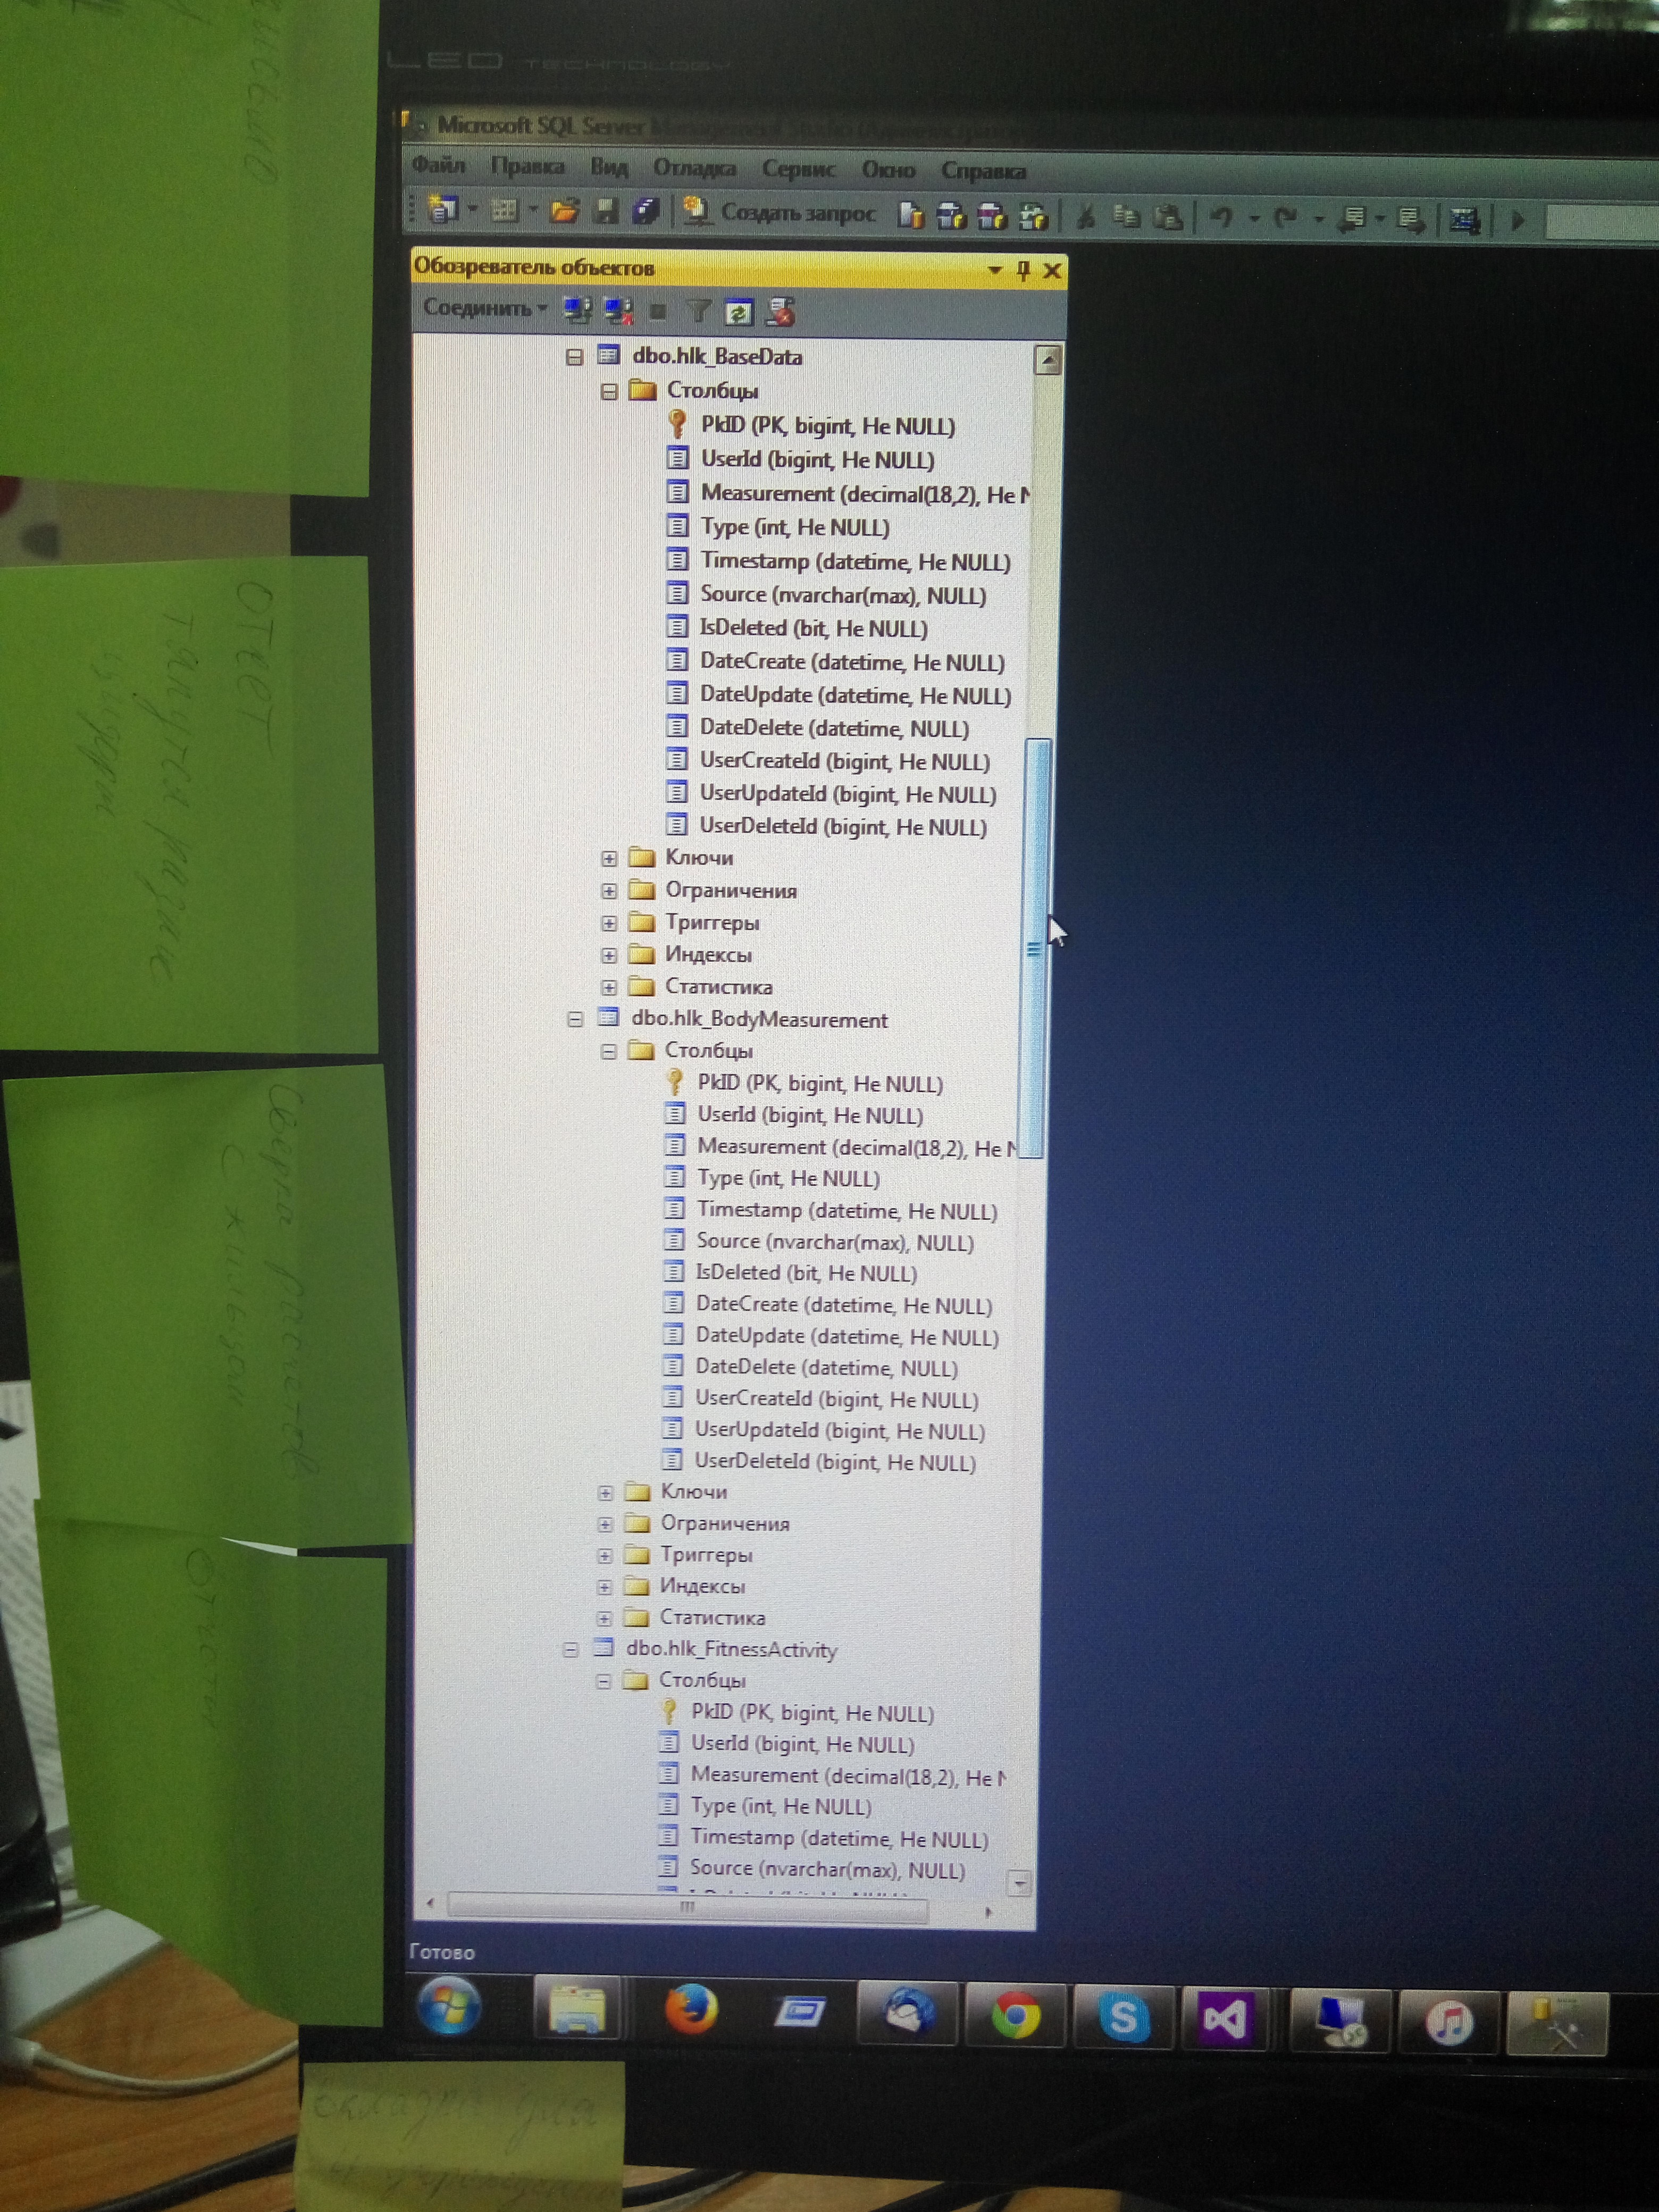 LED TECHNOLOGY
Microsoft SQL Server Management Studio
Файл Правка Вид Отладка Сервис Окно Справка
Создать запрос
Обозреватель объектов
Соединить
dbo.hlk_BaseData
Столбцы
PkID (PK, bigint, Не NULL)
UserId (bigint, Не NULL)
Measurement (decimal(18,2), Не N
Type (int, Не NULL)
Timestamp (datetime, Не NULL)
Source (nvarchar(max), NULL)
IsDeleted (bit, Не NULL)
DateCreate (datetime, Не NULL)
DateUpdate (datetime, Не NULL)
DateDelete (datetime, NULL)
UserCreateId (bigint, Не NULL)
UserUpdateId (bigint, Не NULL)
UserDeleteId (bigint, Не NULL)
Ключи
Ограничения
Триггеры
Индексы
Статистика
dbo.hlk_BodyMeasurement
Столбцы
PkID (PK, bigint, Не NULL)
UserId (bigint, Не NULL)
Measurement (decimal(18,2), Не N
Type (int, Не NULL)
Timestamp (datetime, Не NULL)
Source (nvarchar(max), NULL)
IsDeleted (bit, Не NULL)
DateCreate (datetime, Не NULL)
DateUpdate (datetime, Не NULL)
DateDelete (datetime, NULL)
UserCreateId (bigint, Не NULL)
UserUpdateId (bigint, Не NULL)
UserDeleteId (bigint, Не NULL)
Ключи
Ограничения
Триггеры
Индексы
Статистика
dbo.hlk_FitnessActivity
Столбцы
PkID (PK, bigint, Не NULL)
UserId (bigint, Не NULL)
Measurement (decimal(18,2), Не N
Type (int, Не NULL)
Timestamp (datetime, Не NULL)
Source (nvarchar(max), NULL)
Готово